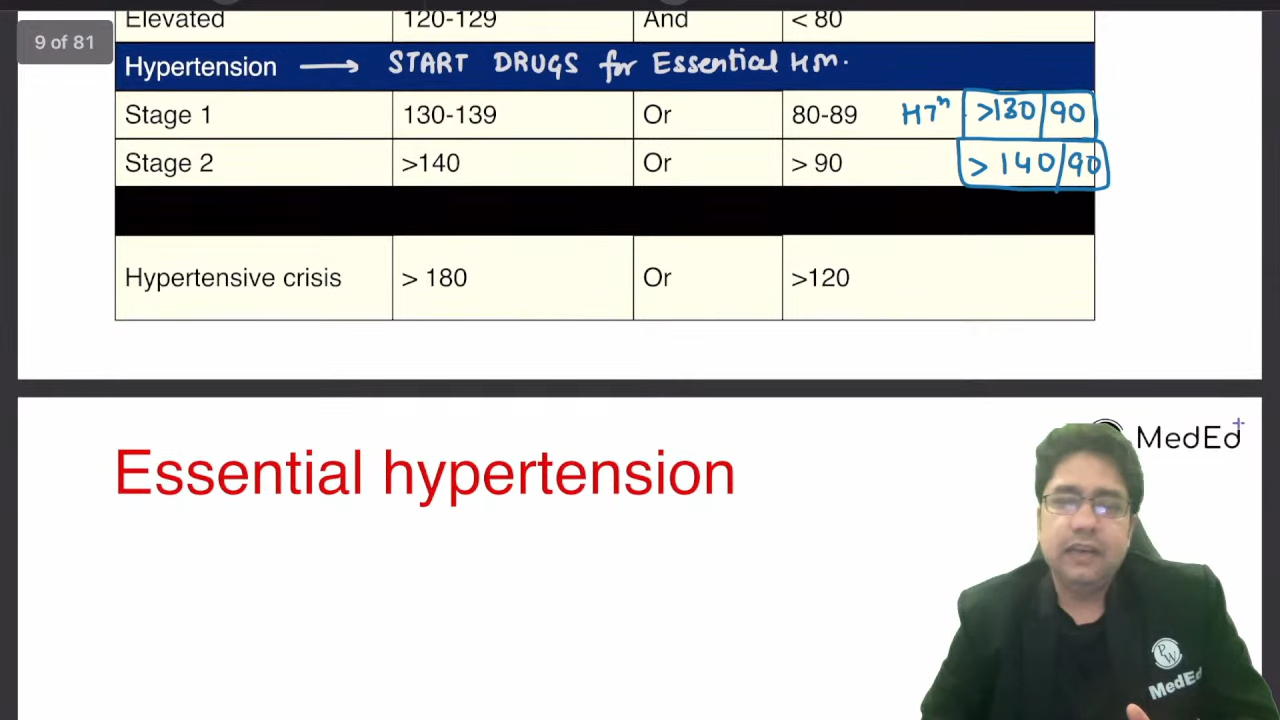 9 of 81
Elevated 120-129 And < 80
Hypertension → START DRUGS for Essential HTN.
Stage 1 130-139 Or 80-89 HTn >130/90
Stage 2 >140 Or > 90 > 140/90
Hypertensive crisis > 180 Or >120
MedEd
Essential hypertension
PW
MedEd